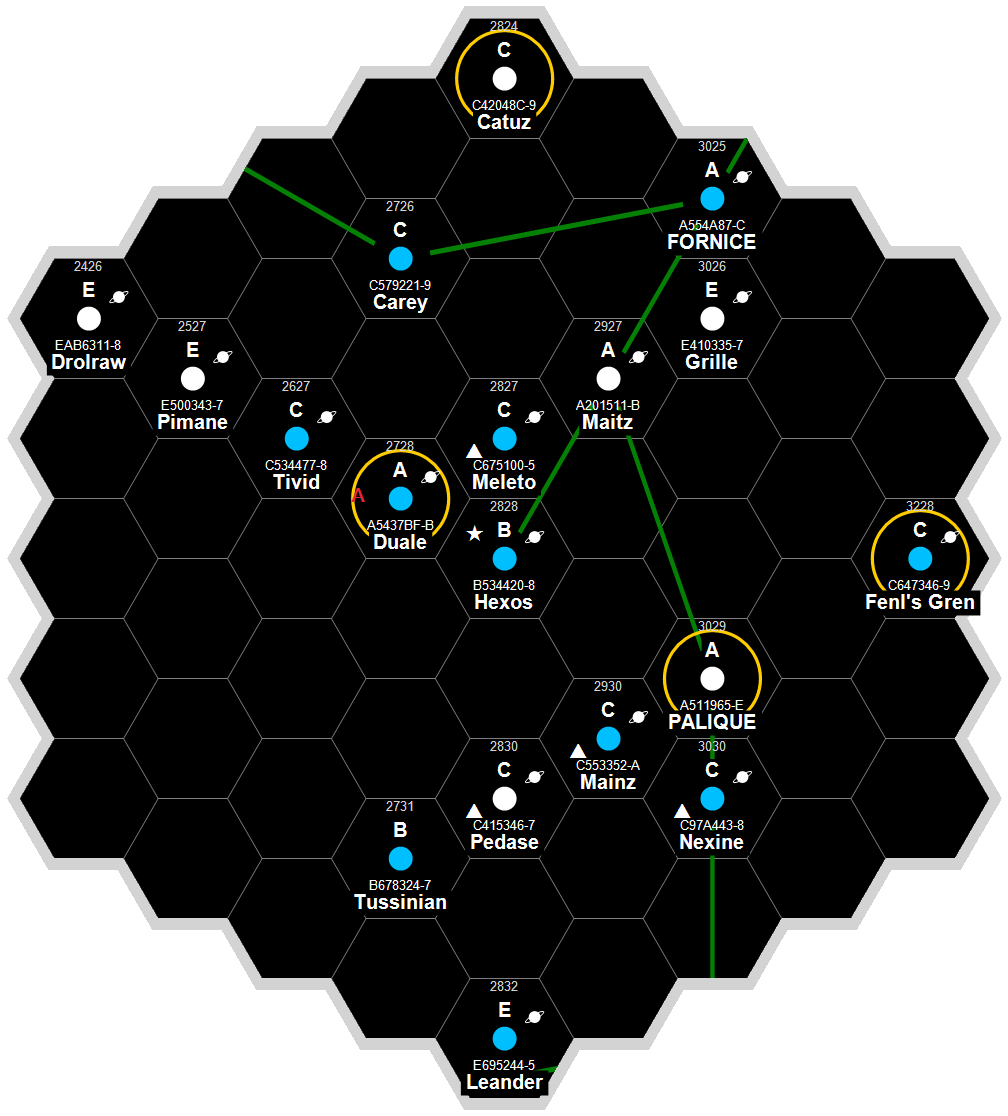 2824
C
C42048C-9
Catuz
3025
A
A554A87-C
FORNICE
2726
C
C579221-9
Carey
2426
E
EAB6311-8
Drolraw
3026
E
E410335-7
Grille
2527
E
E500343-7
Pimane
2927
A
A201511-B
Maitz
2627
C
C534477-8
Tivid
2827
C
C675100-5
Meleto
2728
A
A
A5437BF-B
Duale
2828
B
B534420-8
Hexos
3228
C
C647346-9
Fenl's Gren
3029
A
A511965-E
PALIQUE
2930
C
C553352-A
Mainz
2830
C
C415346-7
Pedase
3030
C
C97A443-8
Nexine
2731
B
B678324-7
Tussinian
2832
E
E695244-5
Leander